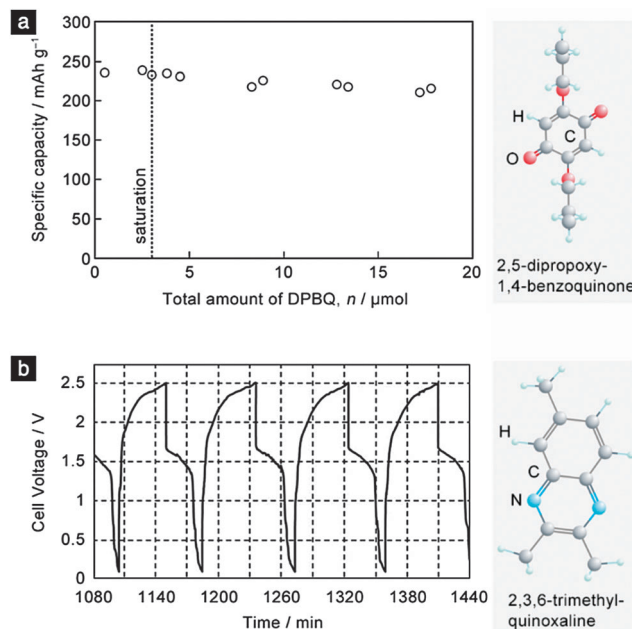 a
300
250
200
150
100
50
0
Specific capacity / mAh g⁻¹
saturation
0 5 10 15 20
Total amount of DPBQ, n / µmol
H
C
O
2,5-dipropoxy-
1,4-benzoquinone
b
2.5
2
1.5
1
0.5
0
Cell Voltage / V
1080 1140 1200 1260 1320 1380 1440
Time / min
H
C
N
2,3,6-trimethyl-
quinoxaline